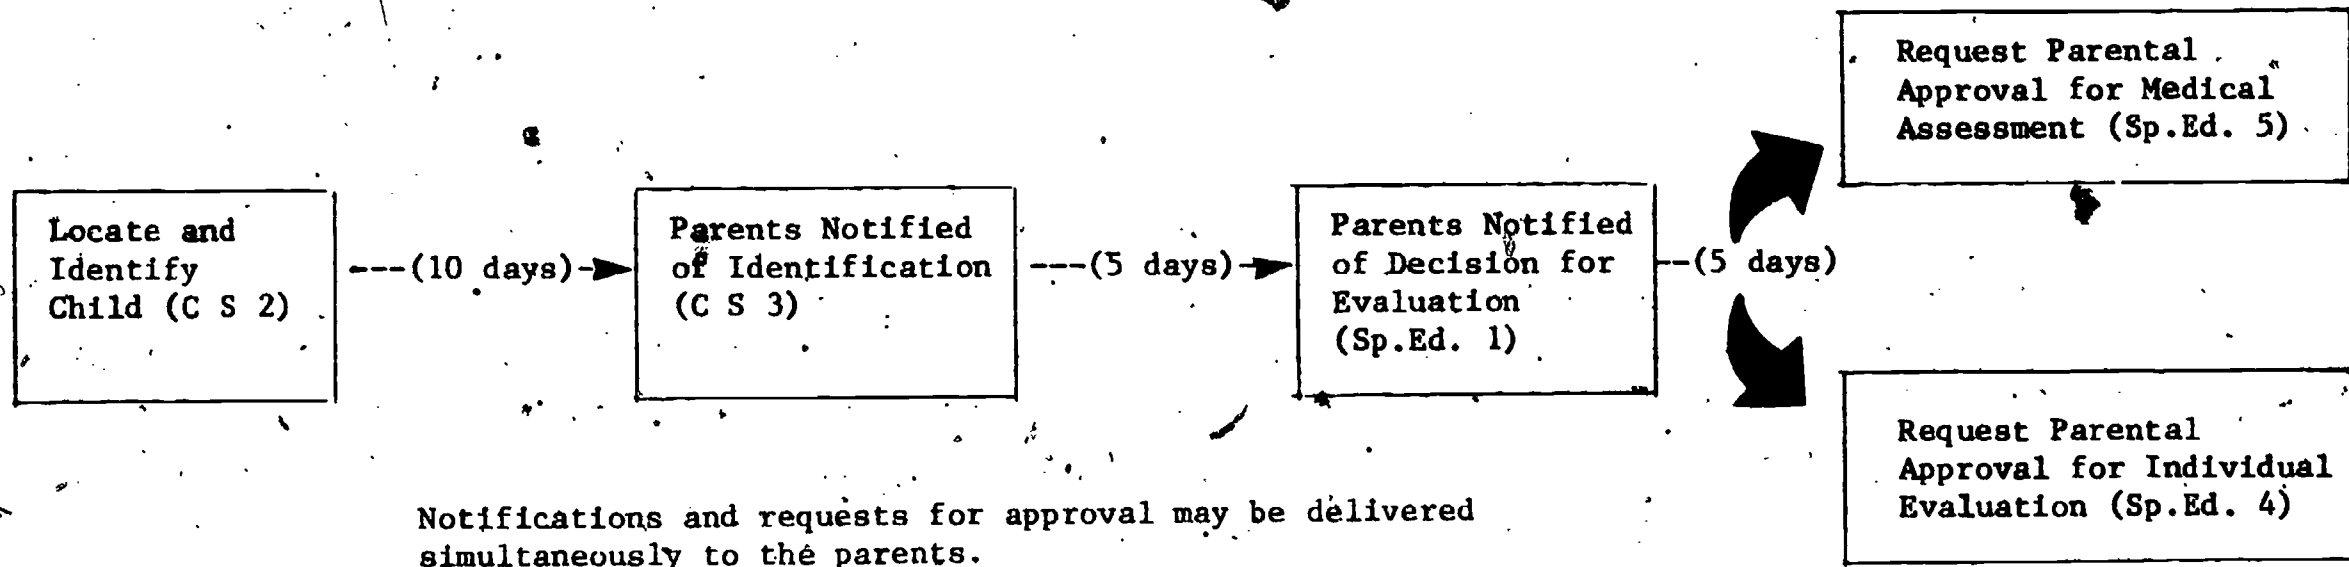 Locate and
Identify
Child (C S 2)
---(10 days)-
Parents Notified
of Identification
(C S 3)
---(5 days)-
Parents Notified
of Decision for
Evaluation
(Sp.Ed. 1)
--(5 days)
Request Parental
Approval for Medical
Assessment (Sp.Ed. 5)
Request Parental
Approval for Individual
Evaluation (Sp.Ed. 4)
Notifications and requests for approval may be delivered
simultaneously to the parents.